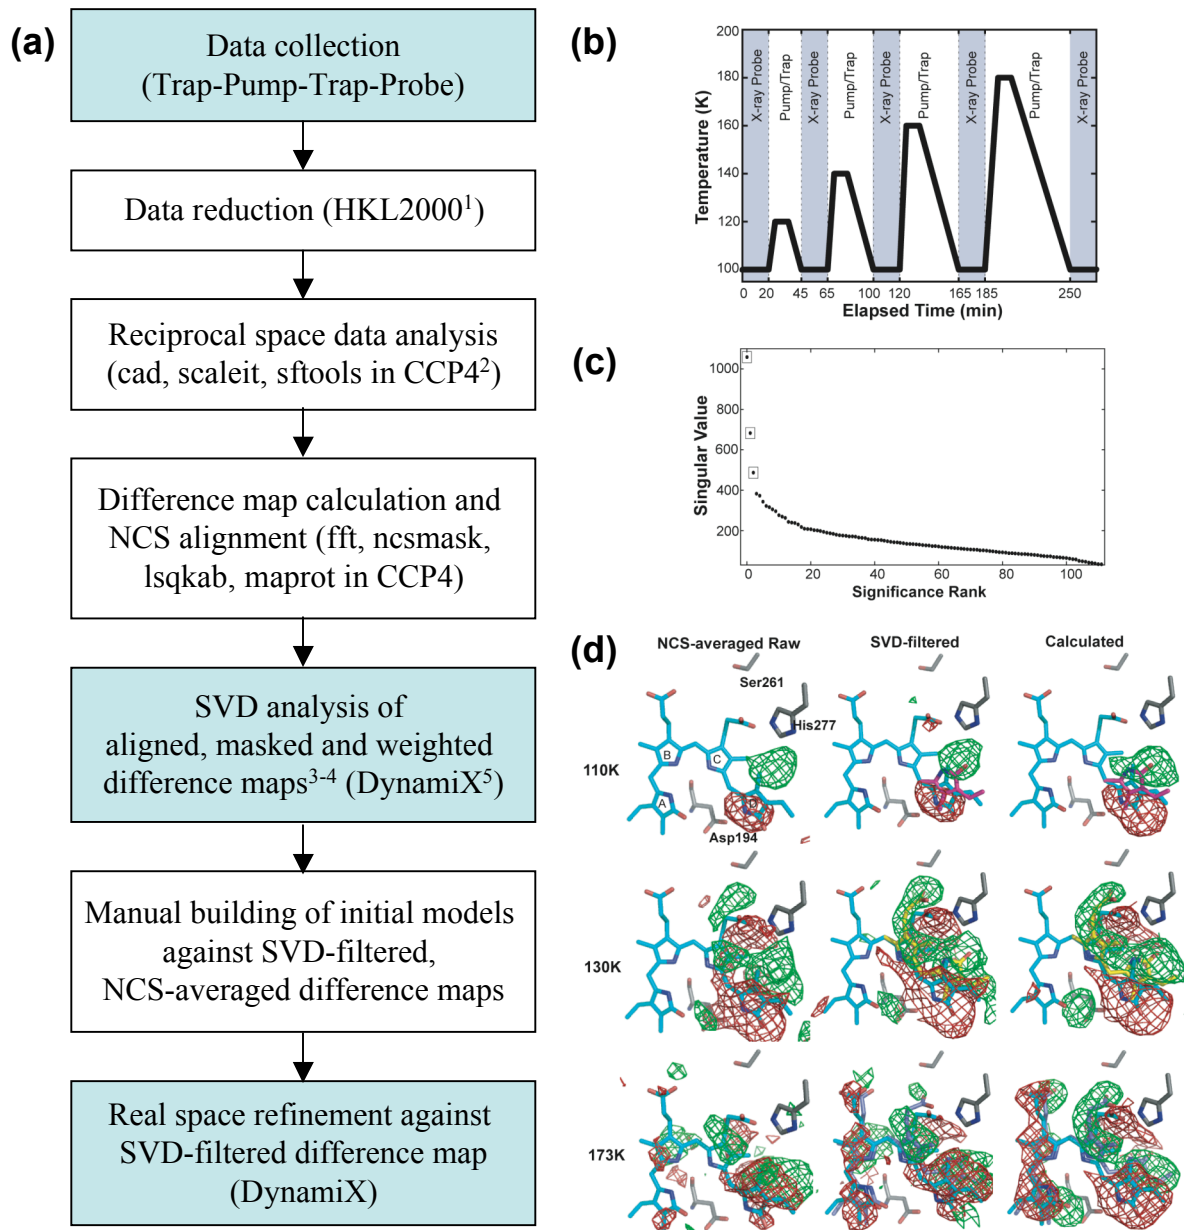 (a)
Data collection
(Trap-Pump-Trap-Probe)
Data reduction (HKL2000¹)
Reciprocal space data analysis
(cad, scaleit, sftools in CCP4²)
Difference map calculation and
NCS alignment (fft, ncsmask,
lsqkab, maprot in CCP4)
SVD analysis of
aligned, masked and weighted
difference maps³⁻⁴ (DynamiX⁵)
Manual building of initial models
against SVD-filtered,
NCS-averaged difference maps
Real space refinement against
SVD-filtered difference map
(DynamiX)
(b)
Temperature (K)
200
180
160
140
120
100
X-ray Probe
Pump/Trap
X-ray Probe
Pump/Trap
X-ray Probe
Pump/Trap
X-ray Probe
Pump/Trap
X-ray Probe
0 20 45 65 100 120 165 185 250
Elapsed Time (min)
(c)
Singular Value
1000
800
600
400
200
0 20 40 60 80 100
Significance Rank
(d)
NCS-averaged Raw SVD-filtered Calculated
Ser261
His277
B C
110K
A D
Asp194
130K
173K